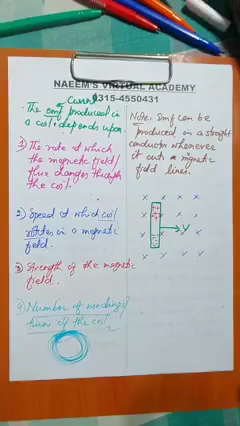 NAEEM'S VIRTUAL ACADEMY
0315-4550431
Current
• The emf produced in
a coil depends upon.
1) The rate at which
the magnetic field/
flux changes through
the coil.
2) Speed at which coil
rotates in a magnetic
field.
3) Strength of the magnetic
field.
4) Number of windings/
turn of the coil.
Note: Emf can be
produced in a straight
conductor whenever
it cuts a magnetic
field lines.
x x x x
x x x
x V x
x x x
x x x x